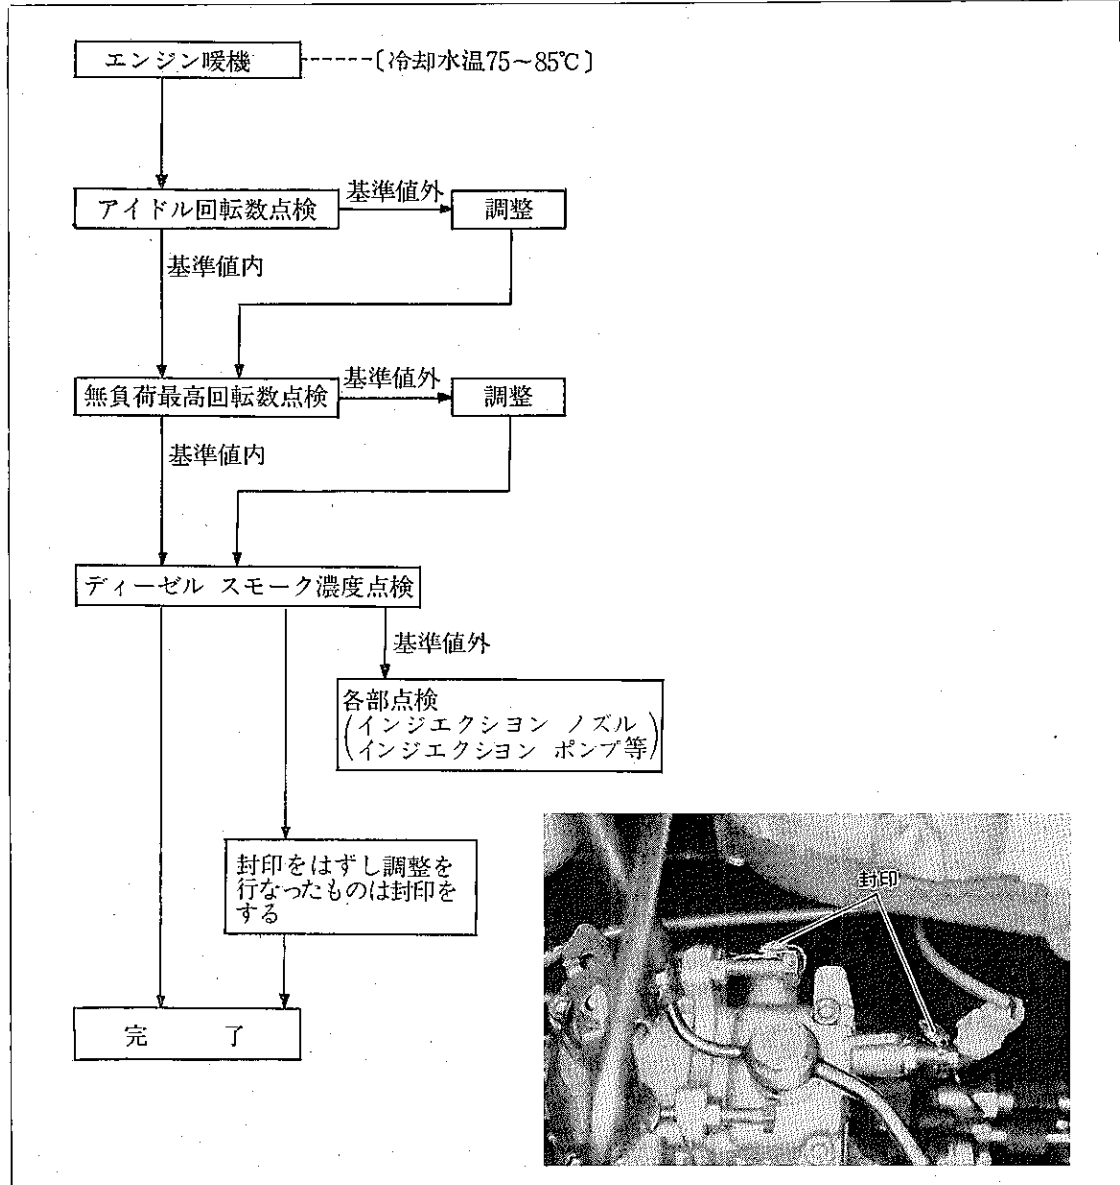 エンジン暖機
〔冷却水温75~85℃〕
アイドル回転数点検
基準値外
調整
基準値内
無負荷最高回転数点検
基準値外
調整
基準値内
ディーゼル スモーク濃度点検
基準値外
各部点検
(インジエクシヨン ノズル
インジエクシヨン ポンプ等)
封印をはずし調整を
行なったものは封印を
する
封印
完 了